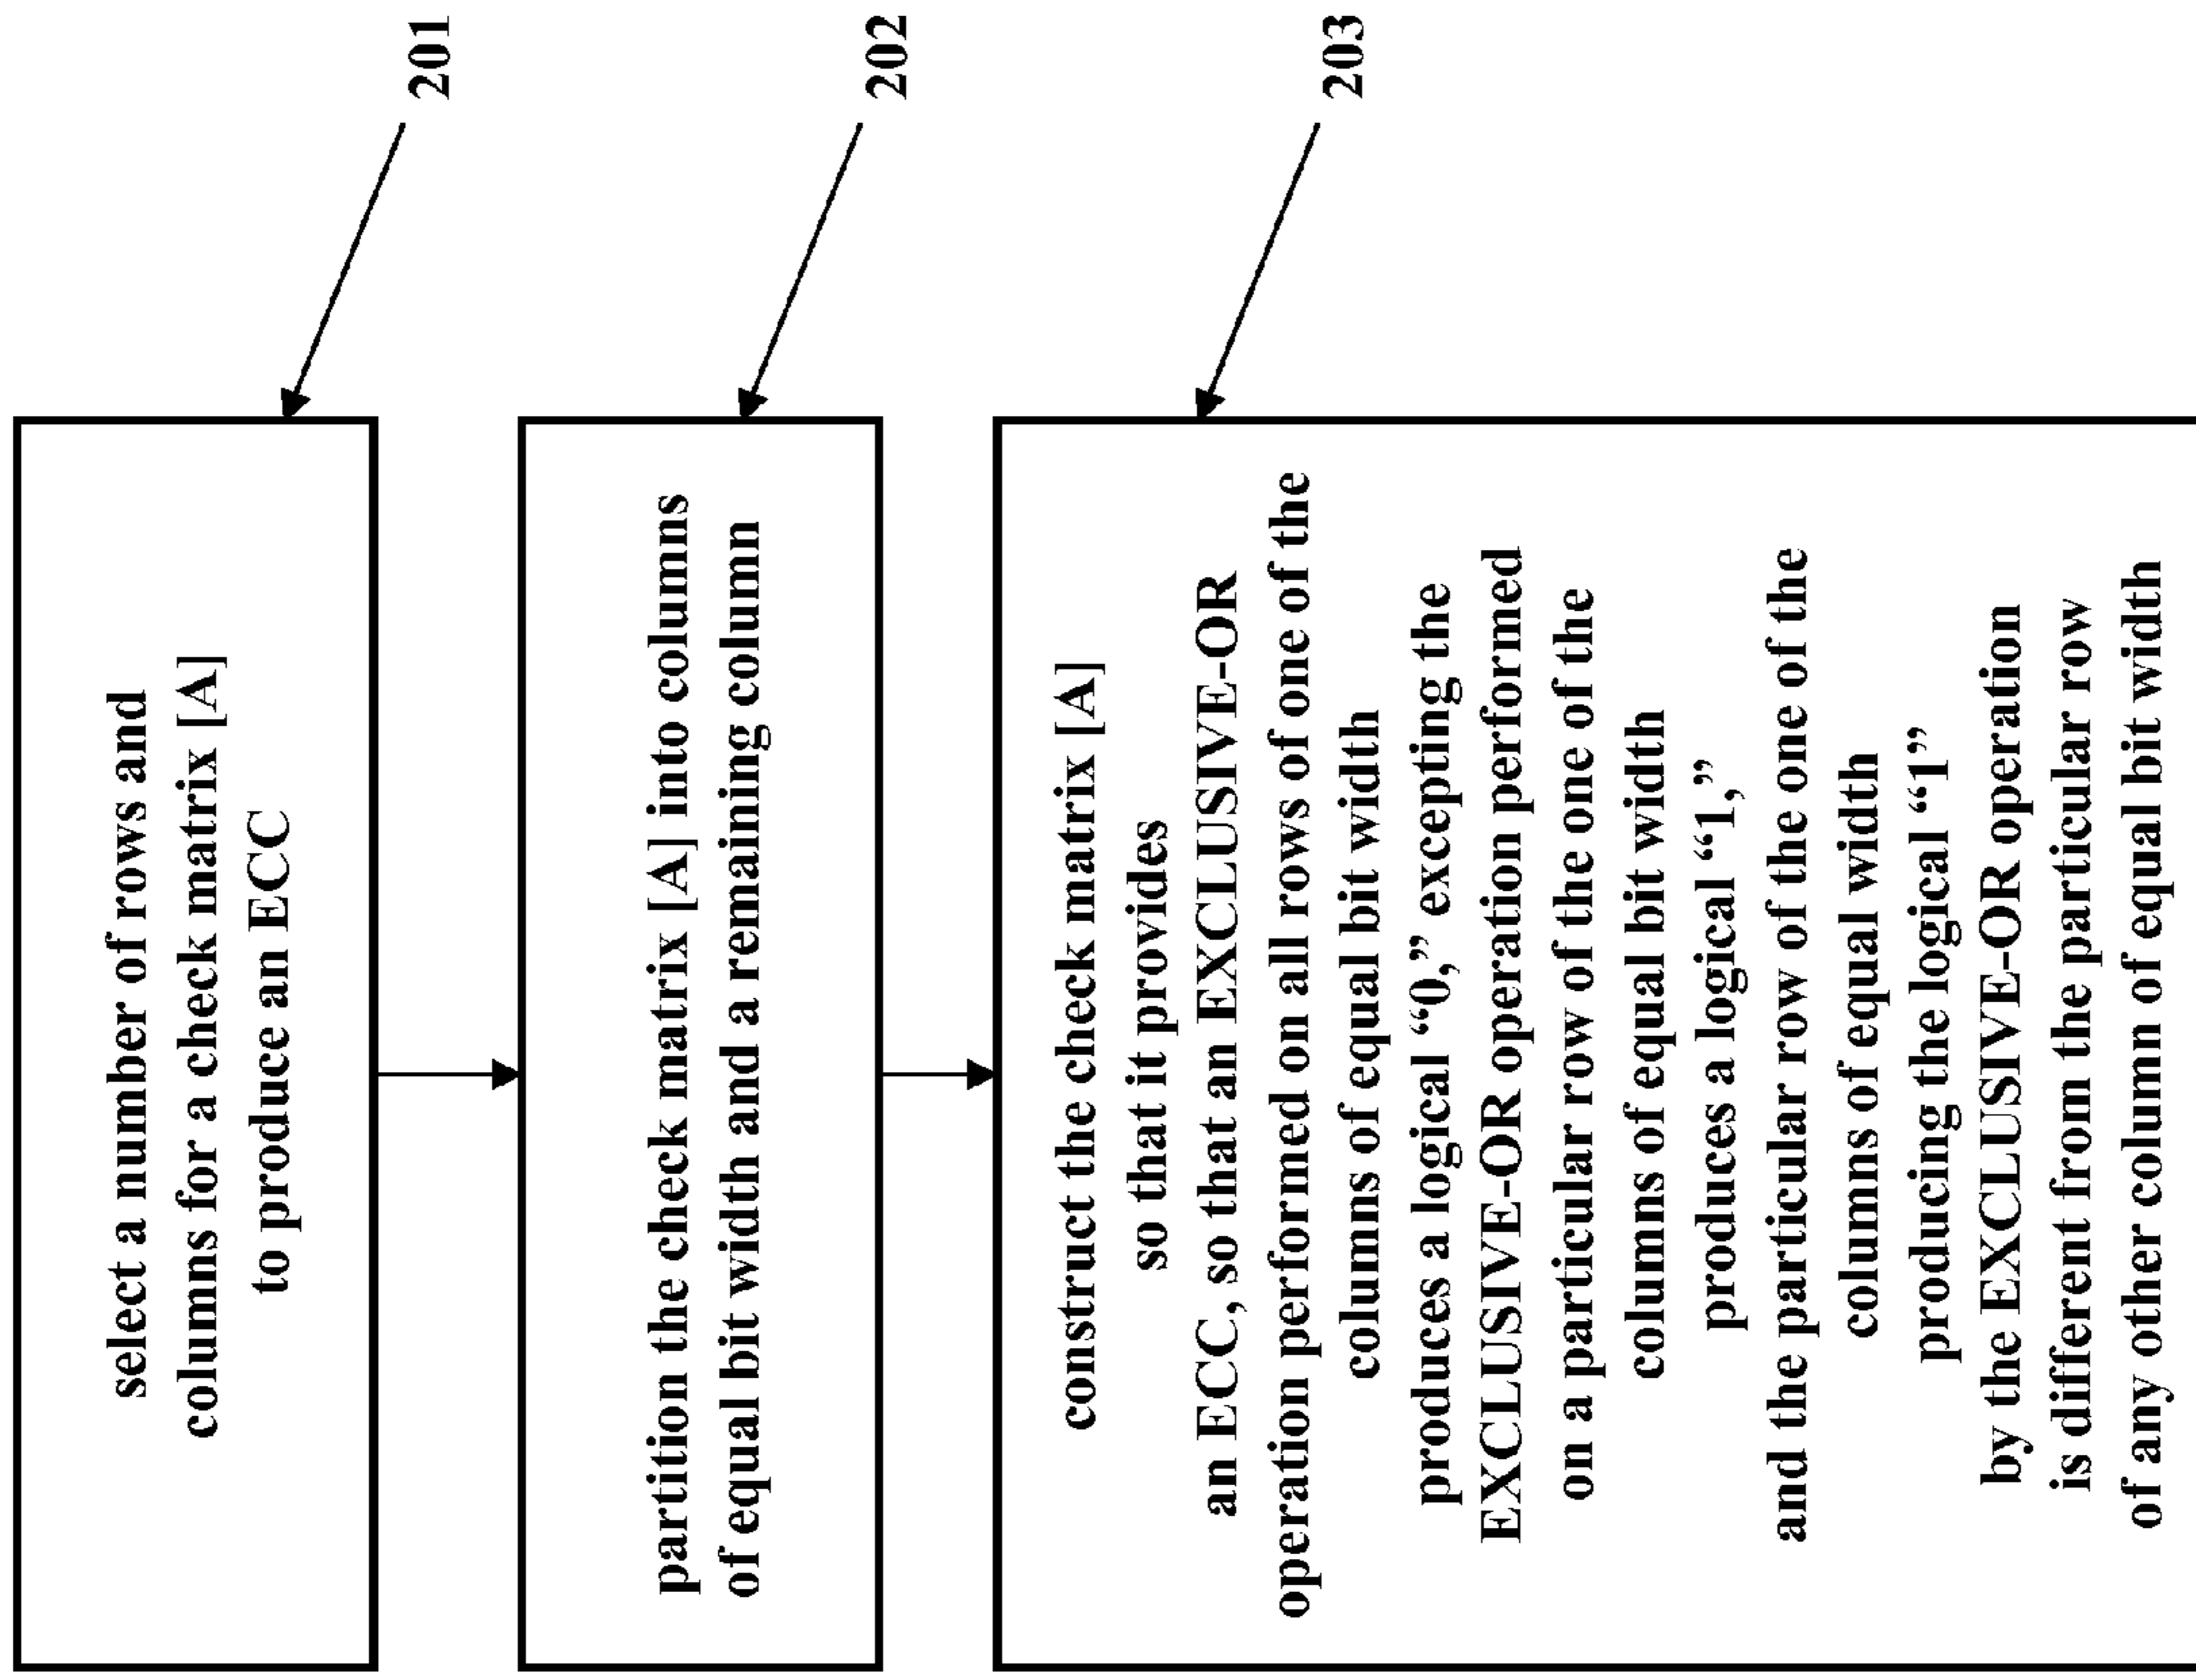 select a number of rows and
columns for a check matrix [A]
to produce an ECC
201
partition the check matrix [A] into columns
of equal bit width and a remaining column
202
construct the check matrix [A]
so that it provides
an ECC, so that an EXCLUSIVE-OR
operation performed on all rows of one of the
columns of equal bit width
produces a logical “0,” excepting the
EXCLUSIVE-OR operation performed
on a particular row of the one of the
columns of equal bit width
produces a logical “1,”
and the particular row of the one of the
columns of equal width
producing the logical “1”
by the EXCLUSIVE-OR operation
is different from the particular row
of any other column of equal bit width
203